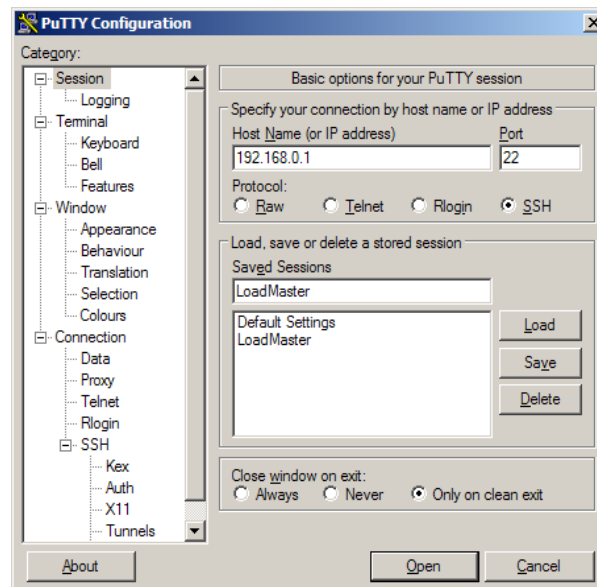 PuTTY Configuration
Category:
Session
Logging
Terminal
Keyboard
Bell
Features
Window
Appearance
Behaviour
Translation
Selection
Colours
Connection
Data
Proxy
Telnet
Rlogin
SSH
Kex
Auth
X11
Tunnels
Basic options for your PuTTY session
Specify your connection by host name or IP address
Host Name (or IP address) Port
192.168.0.1 22
Protocol:
Raw Telnet Rlogin SSH
Load, save or delete a stored session
Saved Sessions
LoadMaster
Default Settings
LoadMaster
Load
Save
Delete
Close window on exit:
Always Never Only on clean exit
About Open Cancel